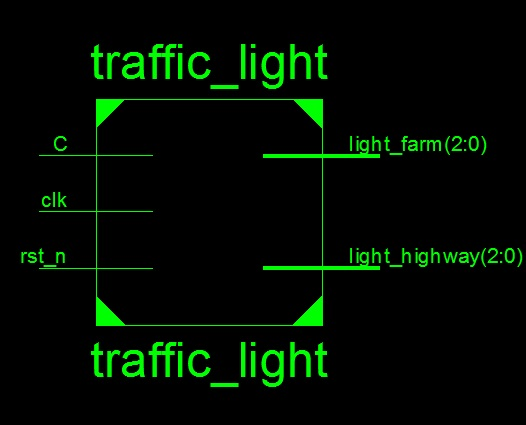 traffic_light
C
light_farm(2:0)
clk
rst_n
light_highway(2:0)
traffic_light